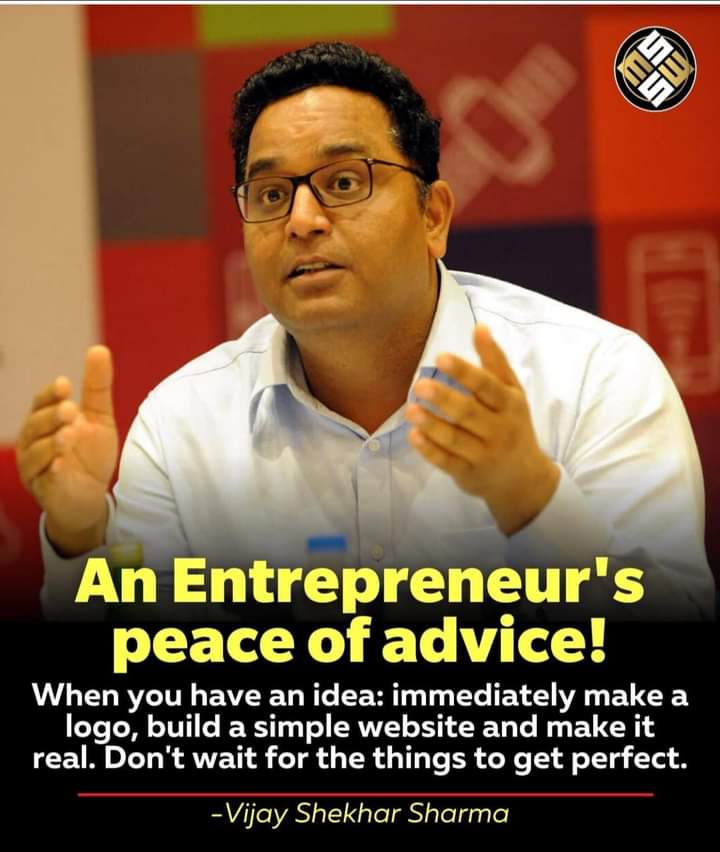 MSSW
An Entrepreneur's
peace of advice!
When you have an idea: immediately make a
logo, build a simple website and make it
real. Don't wait for the things to get perfect.
-Vijay Shekhar Sharma